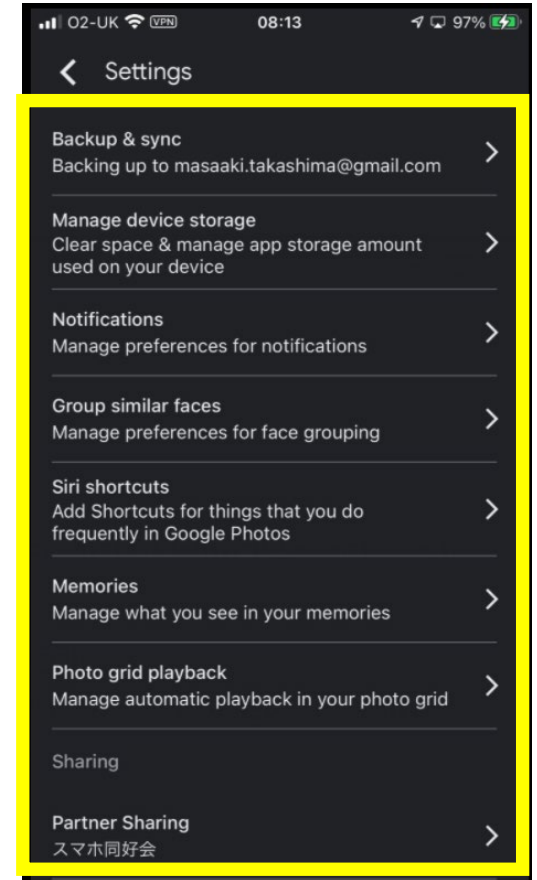 O2-UK VPN 08:13 97%
Settings
Backup & sync
Backing up to masaaki.takashima@gmail.com
Manage device storage
Clear space & manage app storage amount
used on your device
Notifications
Manage preferences for notifications
Group similar faces
Manage preferences for face grouping
Siri shortcuts
Add Shortcuts for things that you do
frequently in Google Photos
Memories
Manage what you see in your memories
Photo grid playback
Manage automatic playback in your photo grid
Sharing
Partner Sharing
スマホ同好会